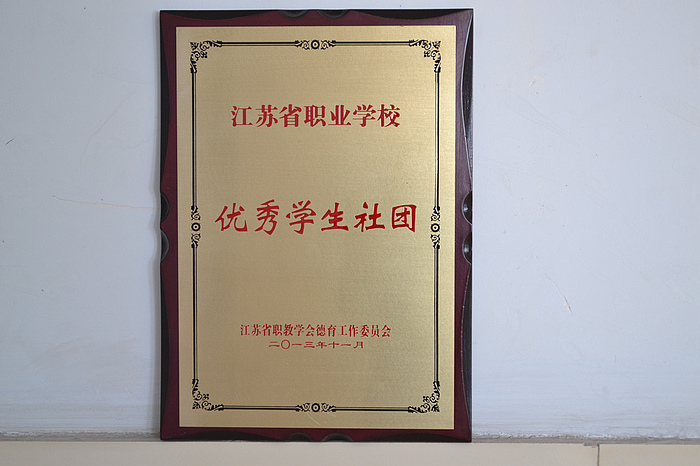 江苏省职业学校
优秀学生社团
江苏省职教学会德育工作委员会
二〇一三年十一月